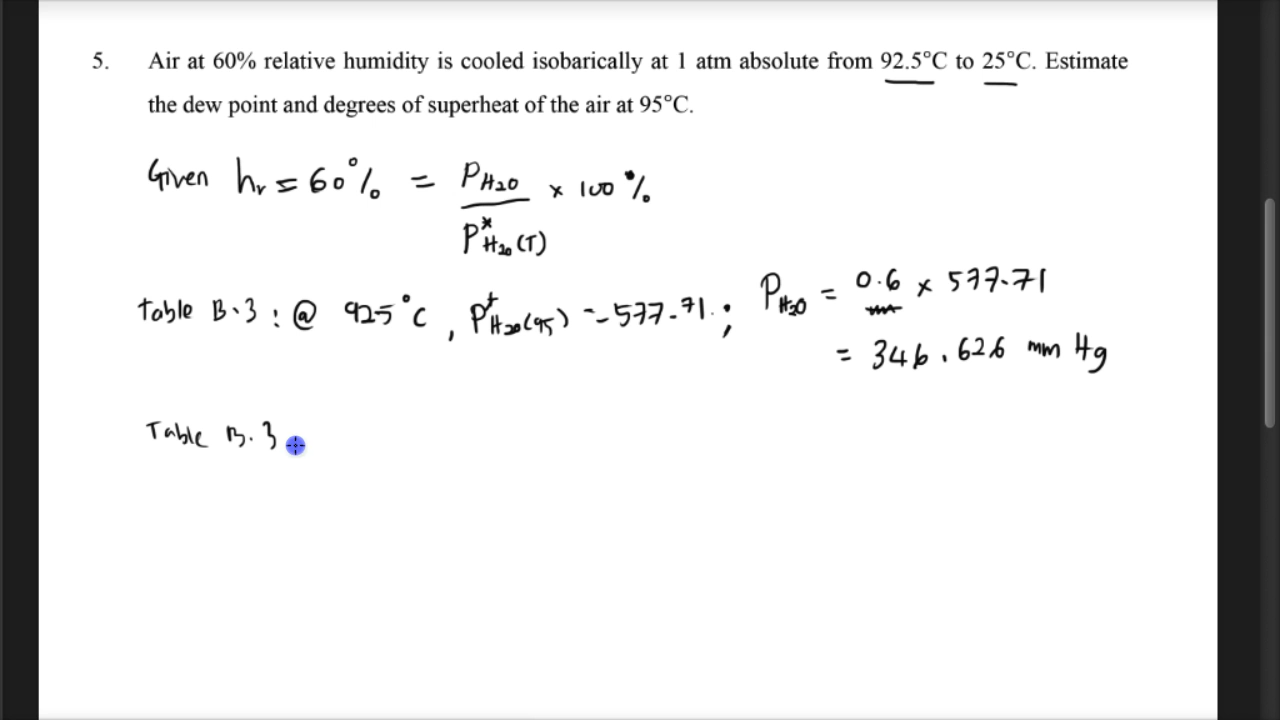 5. Air at 60% relative humidity is cooled isobarically at 1 atm absolute from 92.5°C to 25°C. Estimate
the dew point and degrees of superheat of the air at 95°C.
Given hr = 60% = PH2O / P*H2O(T) × 100%
Table B.3 : @ 925°C , P*H2O(95) = 577.71. ; PH2O = 0.6 × 577.71
= 346.626 mm Hg
Table B.3